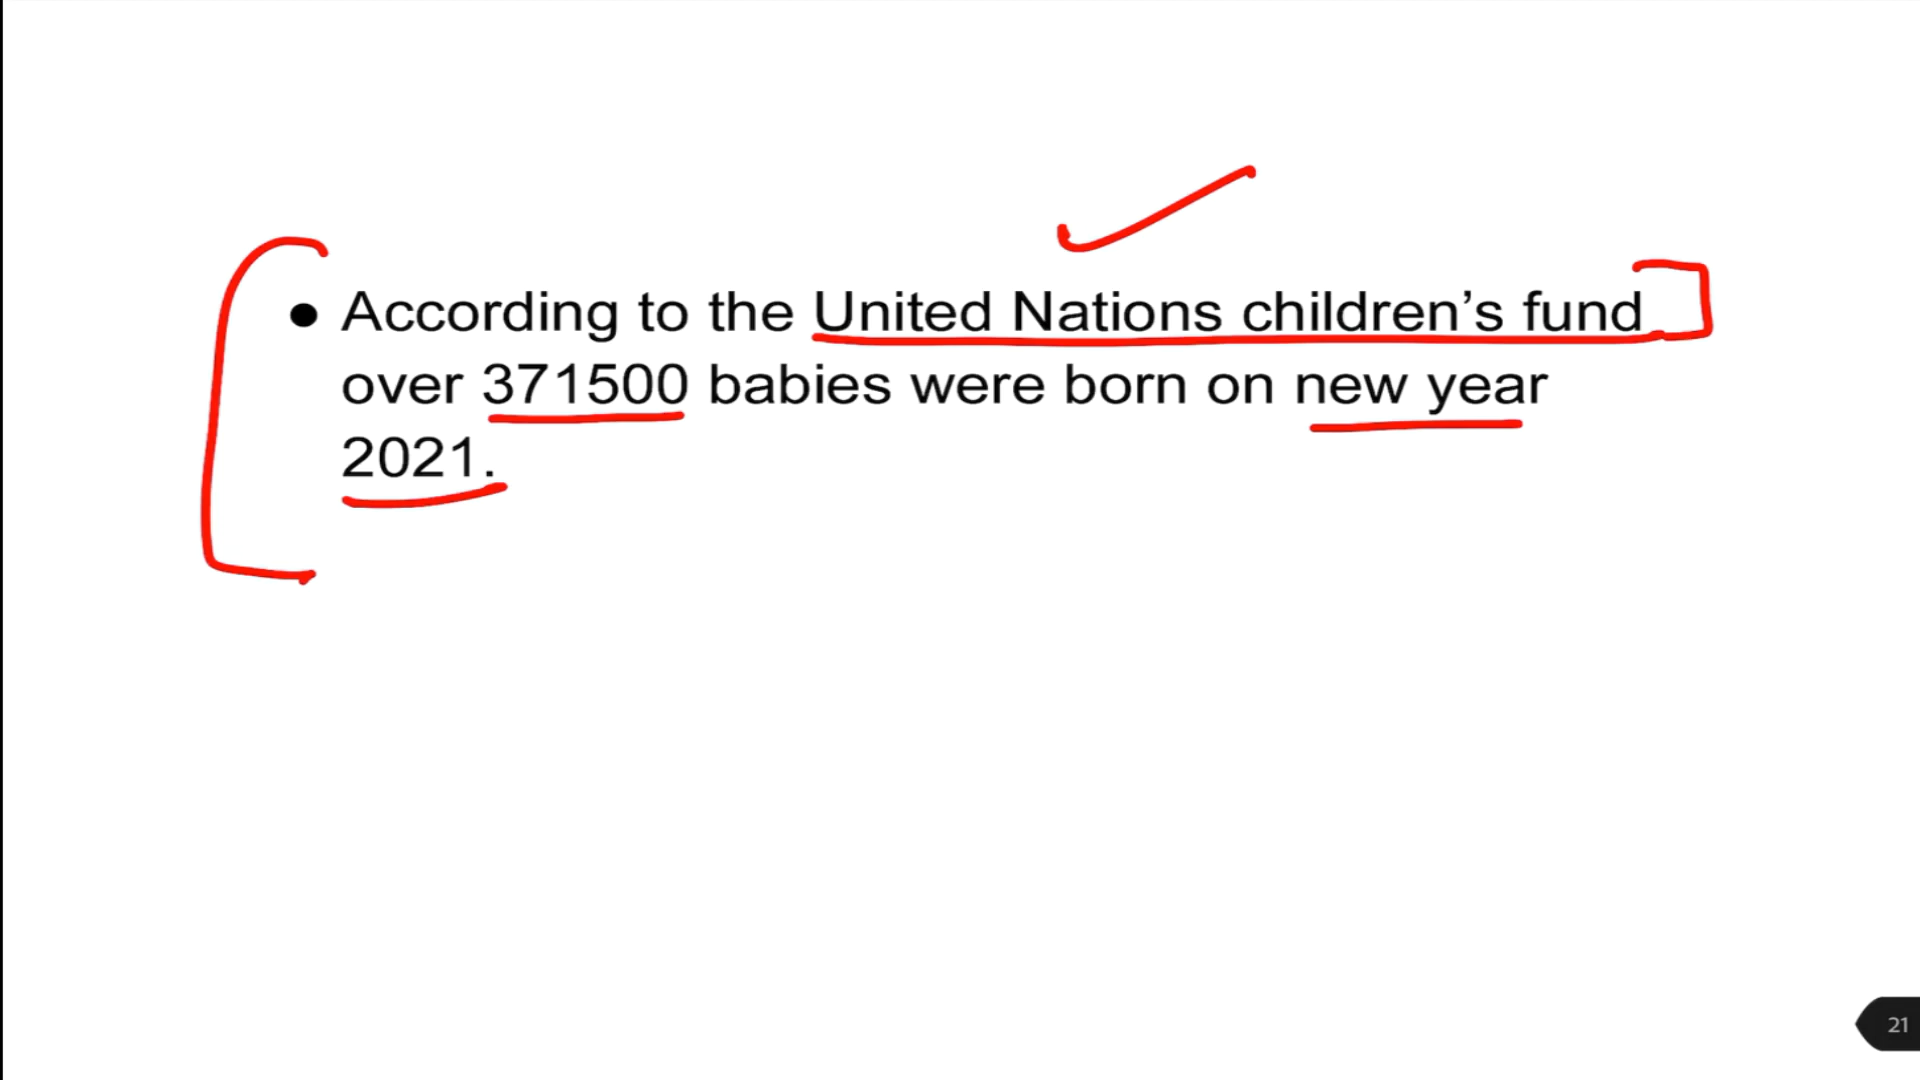 ● According to the United Nations children’s fund
over 371500 babies were born on new year
2021.
21